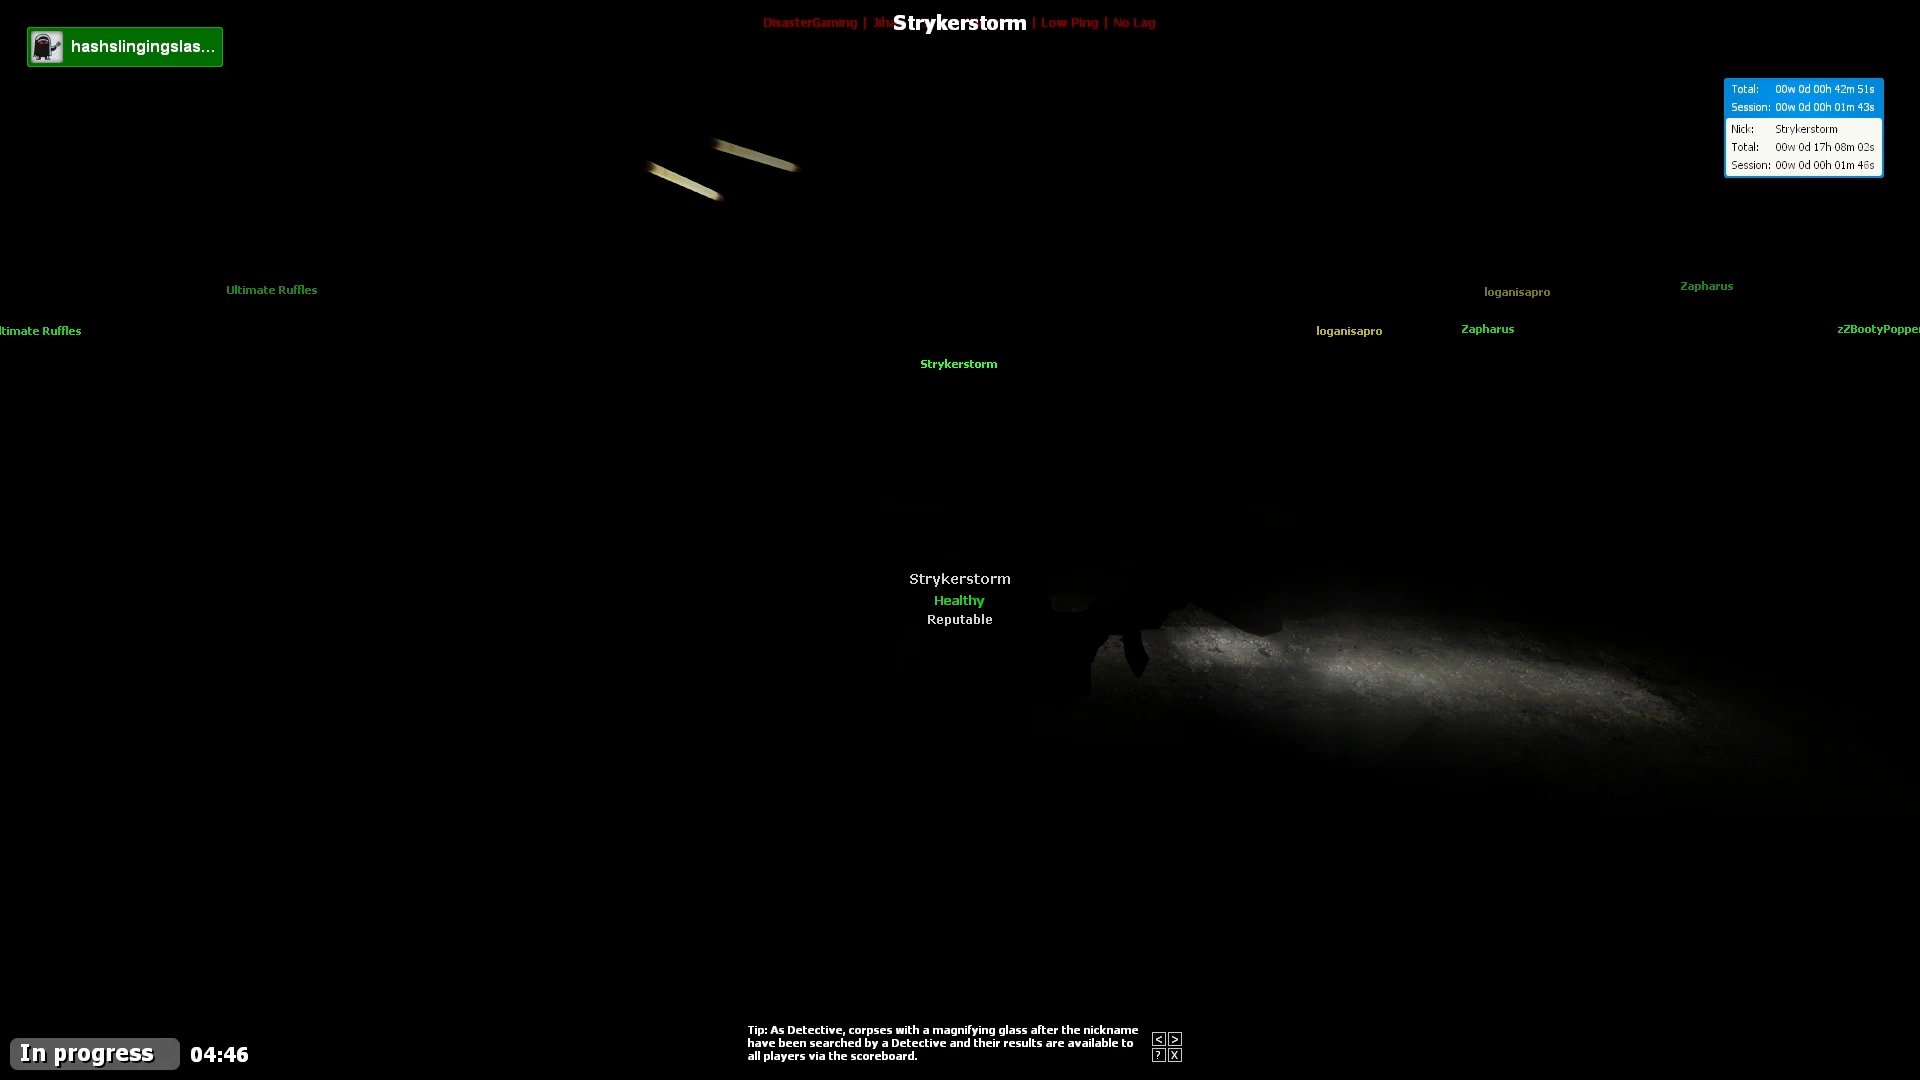 DisasterGaming | Jiha
Strykerstorm
| Low Ping | No Lag
hashslingingslas...
Total: 00w 0d 00h 42m 51s
Session: 00w 0d 00h 01m 43s
Nick: Strykerstorm
Total: 00w 0d 17h 08m 02s
Session: 00w 0d 00h 01m 46s
Ultimate Ruffles
loganisapro
Zapharus
ltimate Ruffles
loganisapro
Zapharus
zZBootyPopper
Strykerstorm
Strykerstorm
Healthy
Reputable
Tip: As Detective, corpses with a magnifying glass after the nickname
have been searched by a Detective and their results are available to
all players via the scoreboard.
< >
? X
In progress 04:46